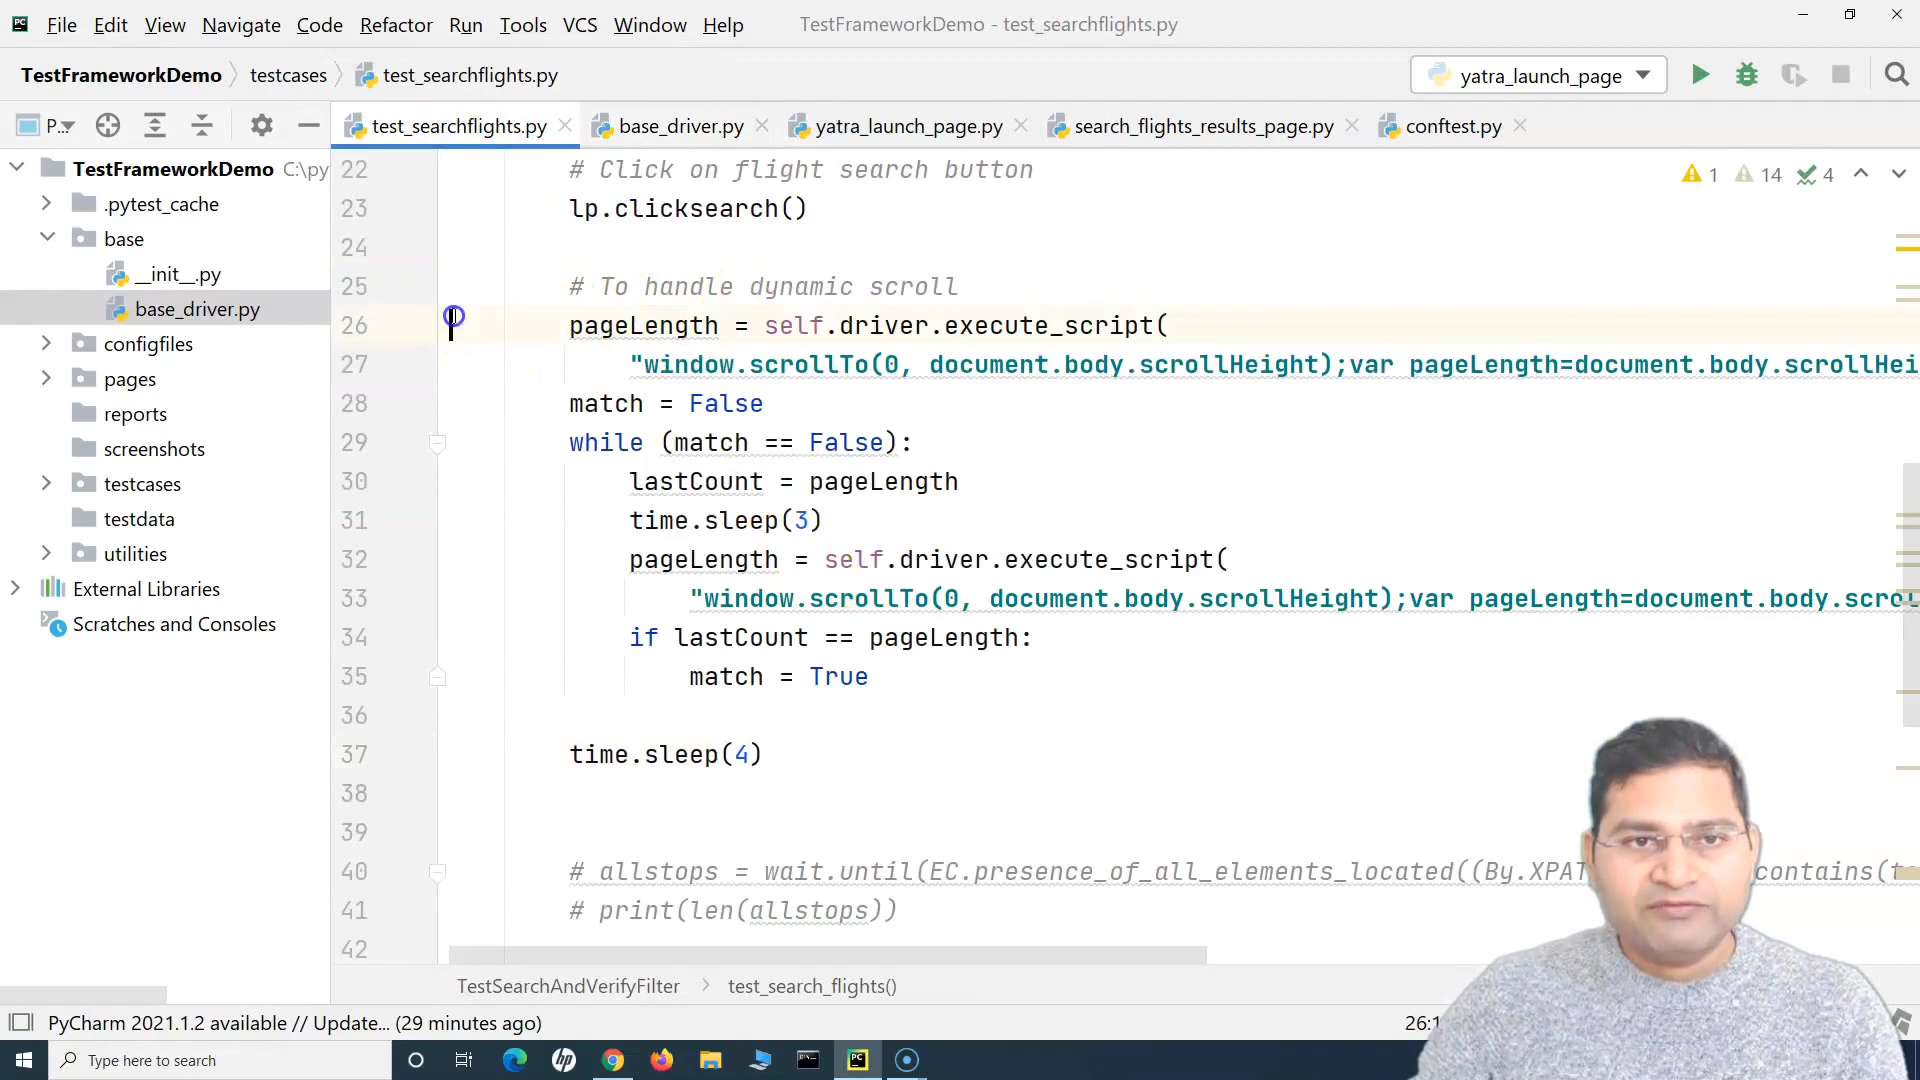 File Edit View Navigate Code Refactor Run Tools VCS Window Help TestFrameworkDemo - test_searchflights.py
TestFrameworkDemo testcases test_searchflights.py yatra_launch_page
P... test_searchflights.py base_driver.py yatra_launch_page.py search_flights_results_page.py conftest.py
TestFrameworkDemo C:\py
.pytest_cache
base
__init__.py
base_driver.py
configfiles
pages
reports
screenshots
testcases
testdata
utilities
External Libraries
Scratches and Consoles
1 14 4
22 # Click on flight search button
23 lp.clicksearch()
24
25 # To handle dynamic scroll
26 pageLength = self.driver.execute_script(
27 "window.scrollTo(0, document.body.scrollHeight);var pageLength=document.body.scrollHei
28 match = False
29 while (match == False):
30 lastCount = pageLength
31 time.sleep(3)
32 pageLength = self.driver.execute_script(
33 "window.scrollTo(0, document.body.scrollHeight);var pageLength=document.body.scro
34 if lastCount == pageLength:
35 match = True
36
37 time.sleep(4)
38
39
40 # allstops = wait.until(EC.presence_of_all_elements_located((By.XPAT contains(t
41 # print(len(allstops))
42
TestSearchAndVerifyFilter test_search_flights()
PyCharm 2021.1.2 available // Update... (29 minutes ago) 26:1
Type here to search